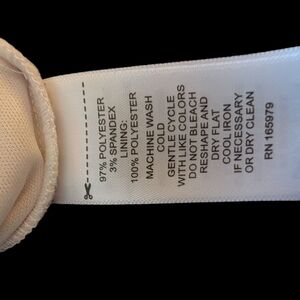 97% POLYESTER
3% SPANDEX
LINING:
100% POLYESTER
MACHINE WASH
COLD
GENTLE CYCLE
WITH LIKE COLORS
DO NOT BLEACH
RESHAPE AND
DRY FLAT
COOL IRON
IF NECESSARY
OR DRY CLEAN
RN 165979